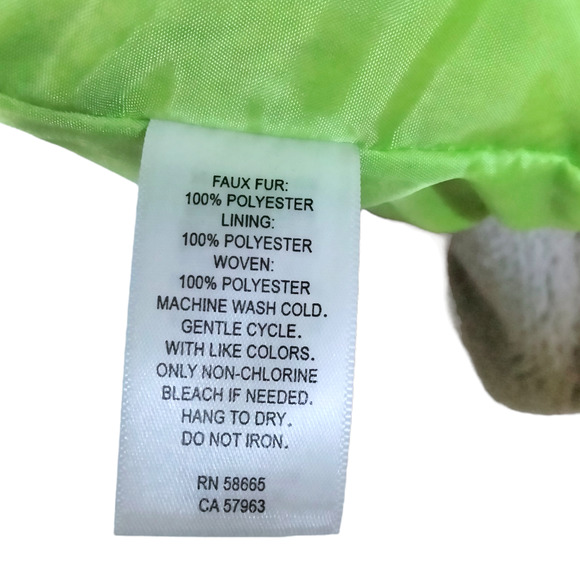 FAUX FUR:
100% POLYESTER
LINING:
100% POLYESTER
WOVEN:
100% POLYESTER
MACHINE WASH COLD.
GENTLE CYCLE.
WITH LIKE COLORS.
ONLY NON-CHLORINE
BLEACH IF NEEDED.
HANG TO DRY.
DO NOT IRON.
RN 58665
CA 57963